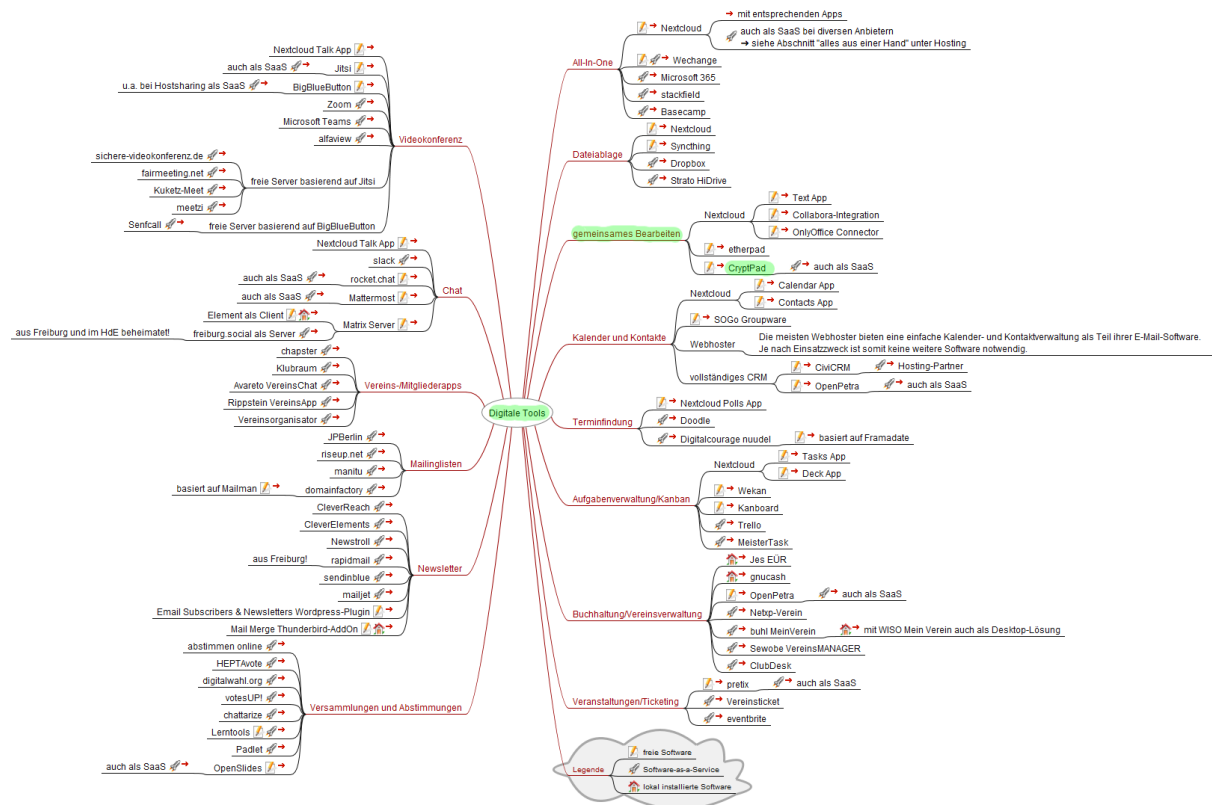 Digitale Tools
Videokonferenz
Nextcloud Talk App
auch als SaaS
Jitsi
u.a. bei Hostsharing als SaaS
BigBlueButton
Zoom
Microsoft Teams
alfaview
sichere-videokonferenz.de
fairmeeting.net
Kuketz-Meet
meetzi
freie Server basierend auf Jitsi
Senfcall
freie Server basierend auf BigBlueButton
Chat
Nextcloud Talk App
slack
auch als SaaS
rocket.chat
auch als SaaS
Mattermost
Element als Client
aus Freiburg und im HdE beheimatet!
freiburg.social als Server
Matrix Server
Vereins-/Mitgliederapps
chapster
Klubraum
Avareto VereinsChat
Rippstein VereinsApp
Vereinsorganisator
Mailinglisten
JPBerlin
riseup.net
manitu
basiert auf Mailman
domainfactory
Newsletter
CleverReach
CleverElements
Newstroll
aus Freiburg!
rapidmail
sendinblue
mailjet
Email Subscribers & Newsletters Wordpress-Plugin
Mail Merge Thunderbird-AddOn
Versammlungen und Abstimmungen
abstimmen online
HEPTAvote
digitalwahl.org
votesUP!
chattarize
Lerntools
Padlet
auch als SaaS
OpenSlides
All-In-One
Nextcloud
mit entsprechenden Apps
auch als SaaS bei diversen Anbietern
→ siehe Abschnitt "alles aus einer Hand" unter Hosting
Wechange
Microsoft 365
stackfield
Basecamp
Dateiablage
Nextcloud
Syncthing
Dropbox
Strato HiDrive
gemeinsames Bearbeiten
Nextcloud
Text App
Collabora-Integration
OnlyOffice Connector
etherpad
CryptPad
auch als SaaS
Kalender und Kontakte
Nextcloud
Calendar App
Contacts App
SOGo Groupware
Webhoster
Die meisten Webhoster bieten eine einfache Kalender- und Kontaktverwaltung als Teil ihrer E-Mail-Software.
Je nach Einsatzzweck ist somit keine weitere Software notwendig.
vollständiges CRM
CiviCRM
Hosting-Partner
OpenPetra
auch als SaaS
Terminfindung
Nextcloud Polls App
Doodle
Digitalcourage nuudel
basiert auf Framadate
Aufgabenverwaltung/Kanban
Nextcloud
Tasks App
Deck App
Wekan
Kanboard
Trello
MeisterTask
Buchhaltung/Vereinsverwaltung
Jes EÜR
gnucash
OpenPetra
auch als SaaS
Netxp-Verein
buhl MeinVerein
mit WISO Mein Verein auch als Desktop-Lösung
Sewobe VereinsMANAGER
ClubDesk
Veranstaltungen/Ticketing
pretix
auch als SaaS
Vereinsticket
eventbrite
Legende
freie Software
Software-as-a-Service
lokal installierte Software